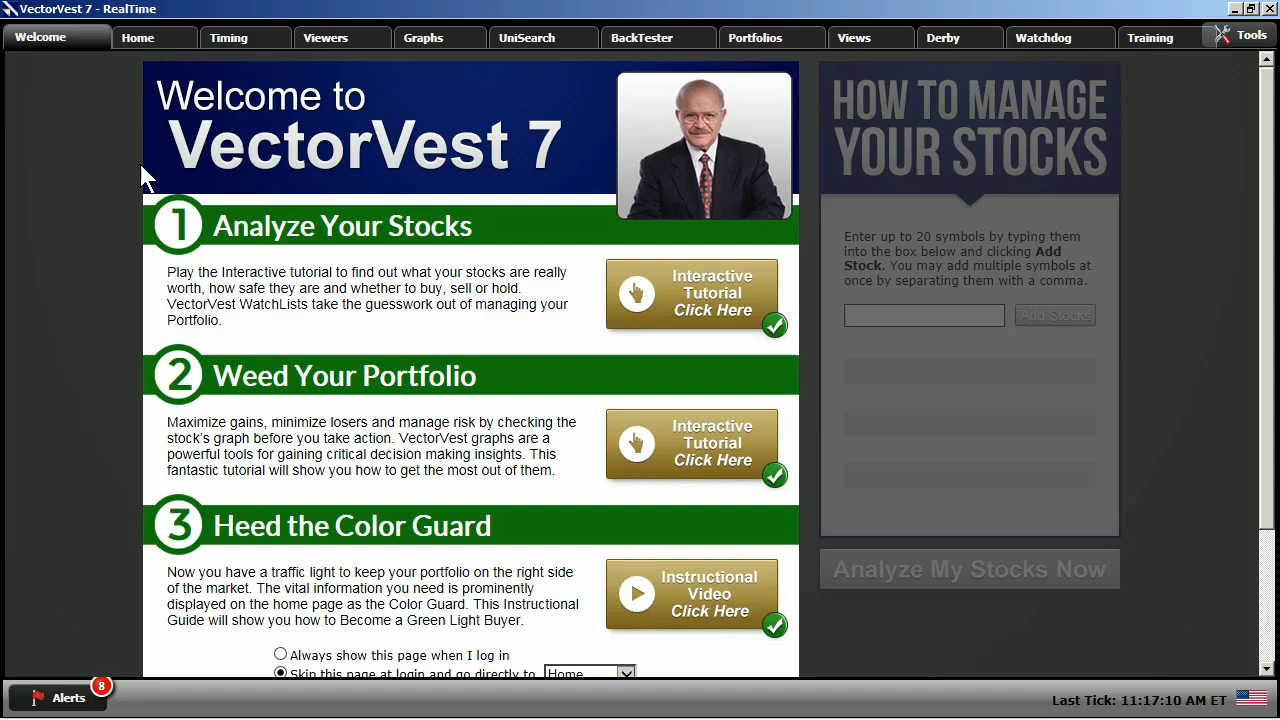 VectorVest 7 - RealTime
Welcome
Home
Timing
Viewers
Graphs
UniSearch
BackTester
Portfolios
Views
Derby
Watchdog
Training
Tools
Welcome to
VectorVest 7
1 Analyze Your Stocks
Play the Interactive tutorial to find out what your stocks are really
worth, how safe they are and whether to buy, sell or hold.
VectorVest WatchLists take the guesswork out of managing your
Portfolio.
Interactive
Tutorial
Click Here
2 Weed Your Portfolio
Maximize gains, minimize losers and manage risk by checking the
stock's graph before you take action. VectorVest graphs are a
powerful tools for gaining critical decision making insights. This
fantastic tutorial will show you how to get the most out of them.
Interactive
Tutorial
Click Here
3 Heed the Color Guard
Now you have a traffic light to keep your portfolio on the right side
of the market. The vital information you need is prominently
displayed on the home page as the Color Guard. This Instructional
Guide will show you how to Become a Green Light Buyer.
Instructional
Video
Click Here
Always show this page when I log in
Skip this page at login and go directly to Home
HOW TO MANAGE
YOUR STOCKS
Enter up to 20 symbols by typing them
into the box below and clicking Add
Stock. You may add multiple symbols at
once by separating them with a comma.
Add Stocks
Analyze My Stocks Now
Alerts 8
Last Tick: 11:17:10 AM ET